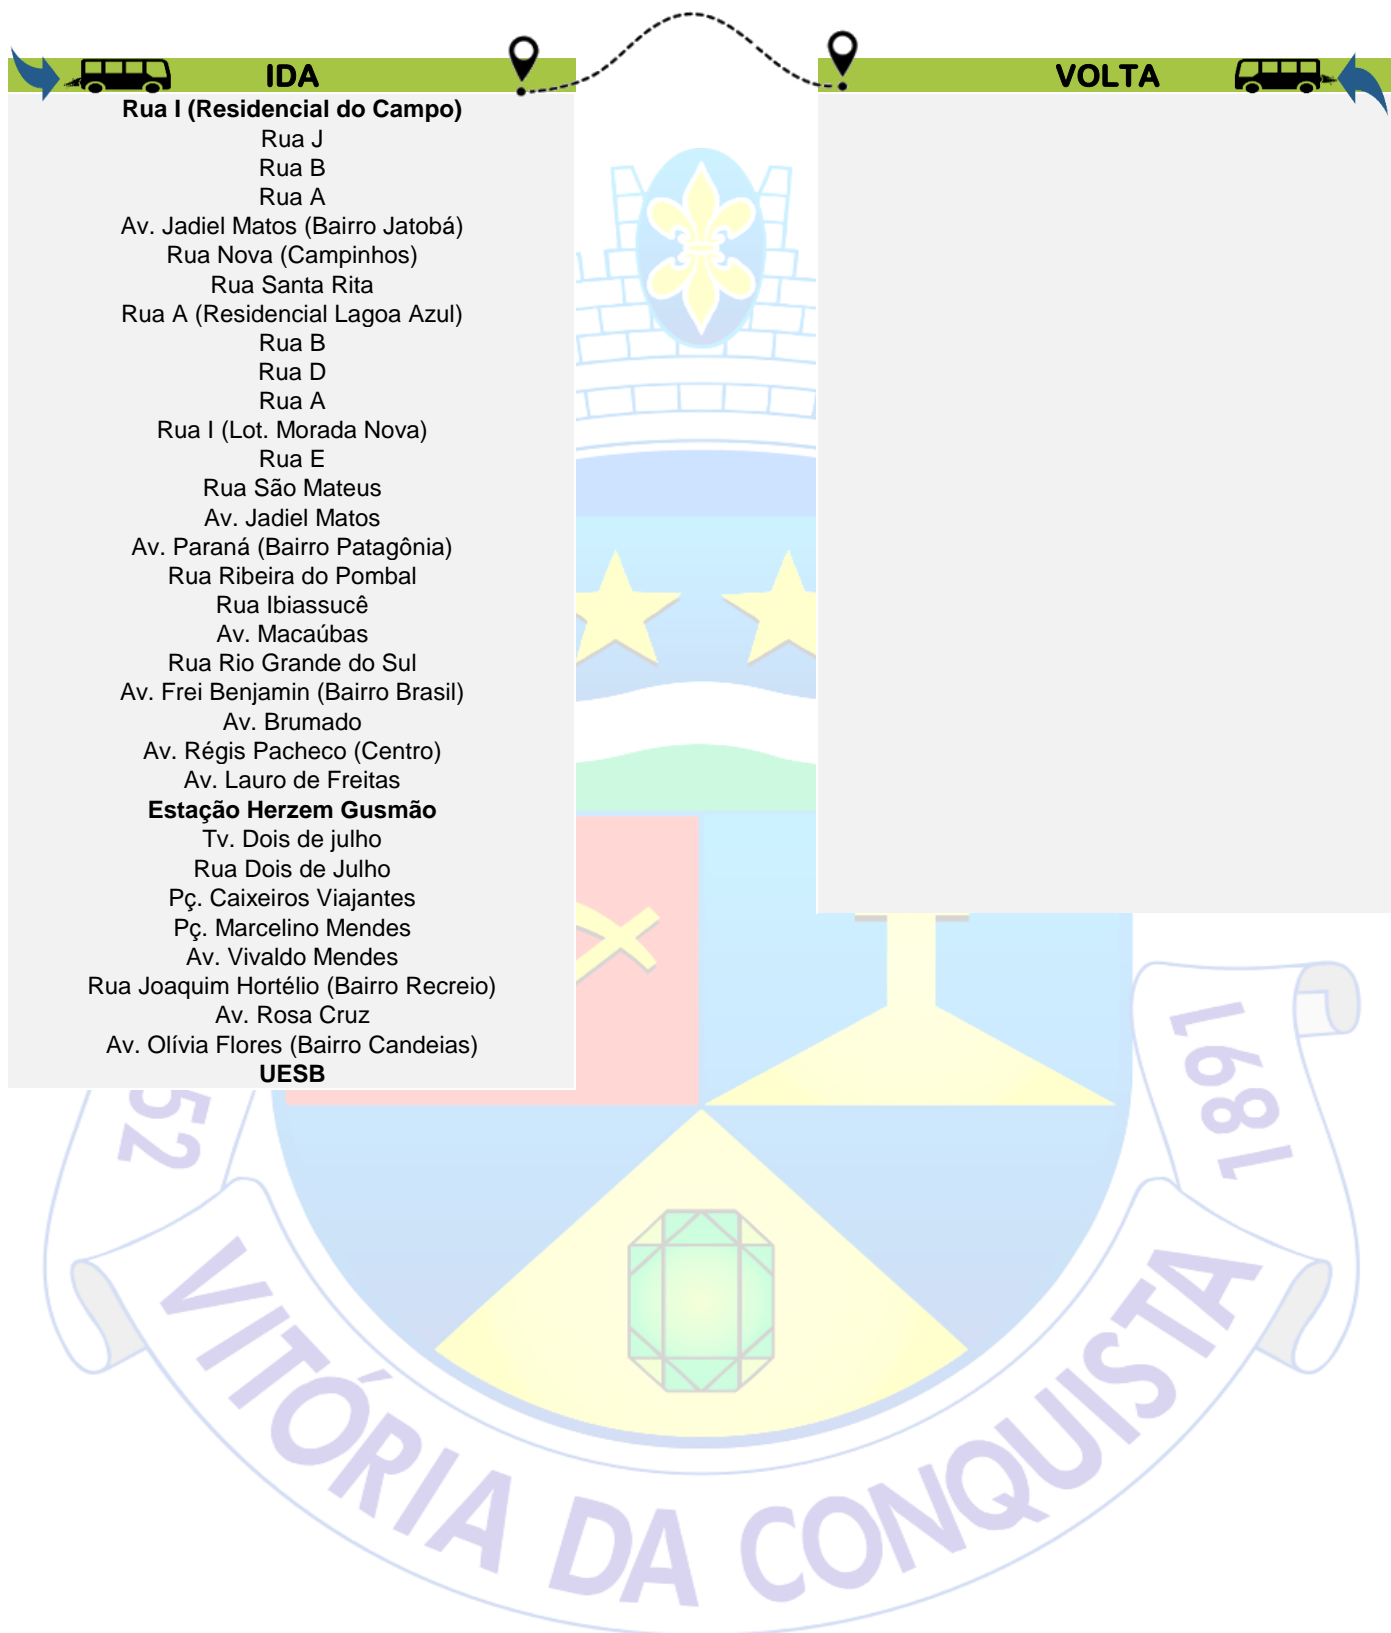 IDA
Rua I (Residencial do Campo)
Rua J
Rua B
Rua A
Av. Jadiel Matos (Bairro Jatobá)
Rua Nova (Campinhos)
Rua Santa Rita
Rua A (Residencial Lagoa Azul)
Rua B
Rua D
Rua A
Rua I (Lot. Morada Nova)
Rua E
Rua São Mateus
Av. Jadiel Matos
Av. Paraná (Bairro Patagônia)
Rua Ribeira do Pombal
Rua Ibiassucê
Av. Macaúbas
Rua Rio Grande do Sul
Av. Frei Benjamin (Bairro Brasil)
Av. Brumado
Av. Régis Pacheco (Centro)
Av. Lauro de Freitas
Estação Herzem Gusmão
Tv. Dois de julho
Rua Dois de Julho
Pç. Caixeiros Viajantes
Pç. Marcelino Mendes
Av. Vivaldo Mendes
Rua Joaquim Hortélio (Bairro Recreio)
Av. Rosa Cruz
Av. Olívia Flores (Bairro Candeias)
UESB
VOLTA
52
1891
VITÓRIA DA CONQUISTA